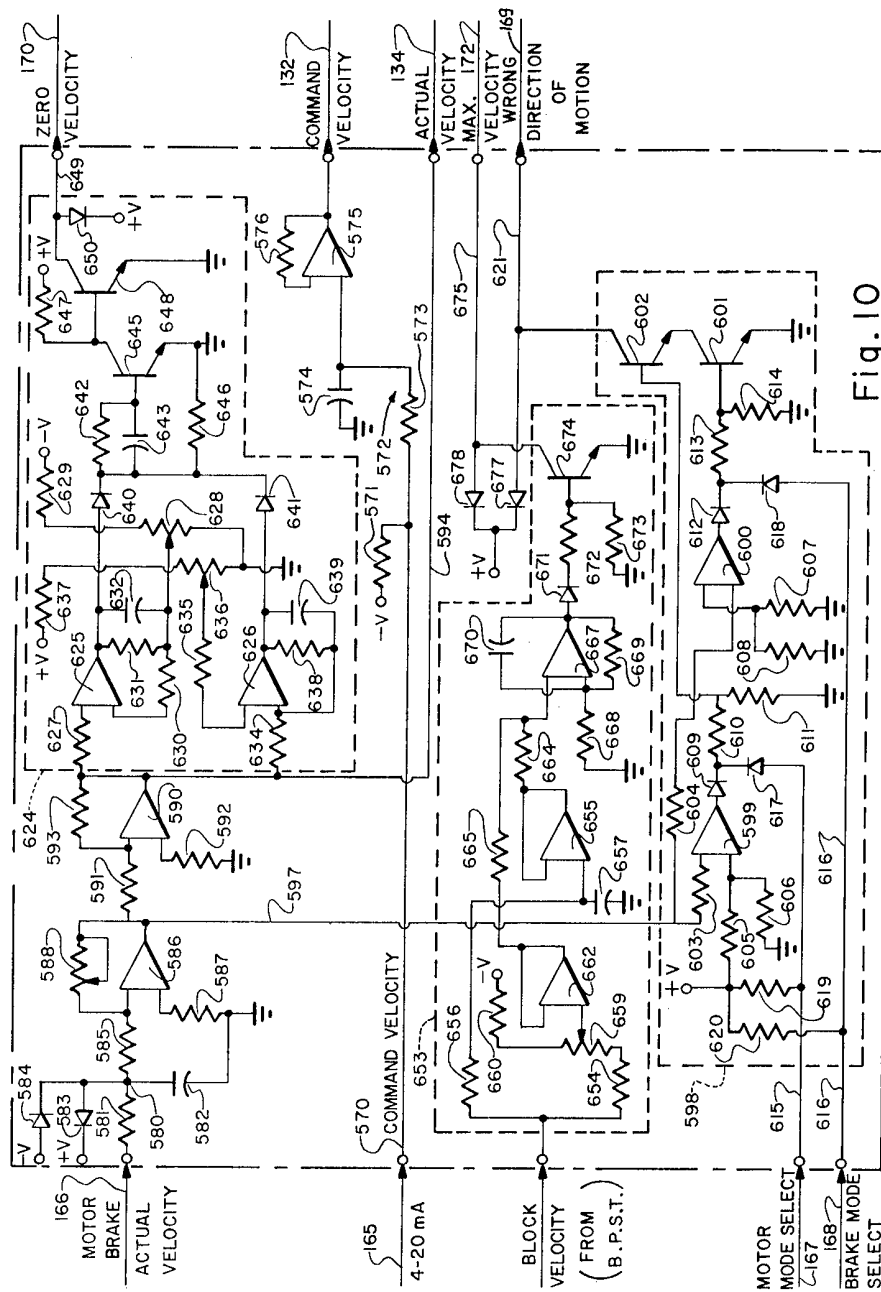 166
MOTOR
BRAKE
ACTUAL
VELOCITY
-V
584
+V
583
581
580
582
585
588
586
587
591
593
590
592
597
624
627
625
631
632
630
637
+V
635
636
634
626
638
639
628
629
-V
640
641
642
643
645
646
647
+V
648
650
+V
649
ZERO
VELOCITY
170
165
4-20 mA
570
COMMAND VELOCITY
-V
571
572
573
574
575
576
COMMAND
VELOCITY
132
594
ACTUAL
VELOCITY
134
BLOCK
VELOCITY
(FROM
B.P.S.T.)
653
656
654
660
-V
659
662
665
664
655
657
668
670
667
669
671
672
673
674
+V
678
677
675
MAX.
VELOCITY
172
621
WRONG
DIRECTION
OF
MOTION
169
MOTOR
MODE SELECT
167
BRAKE MODE
SELECT
168
615
616
598
620
619
+V
605
606
603
604
599
609
617
610
611
616
608
607
600
612
618
613
614
601
602
Fig.10